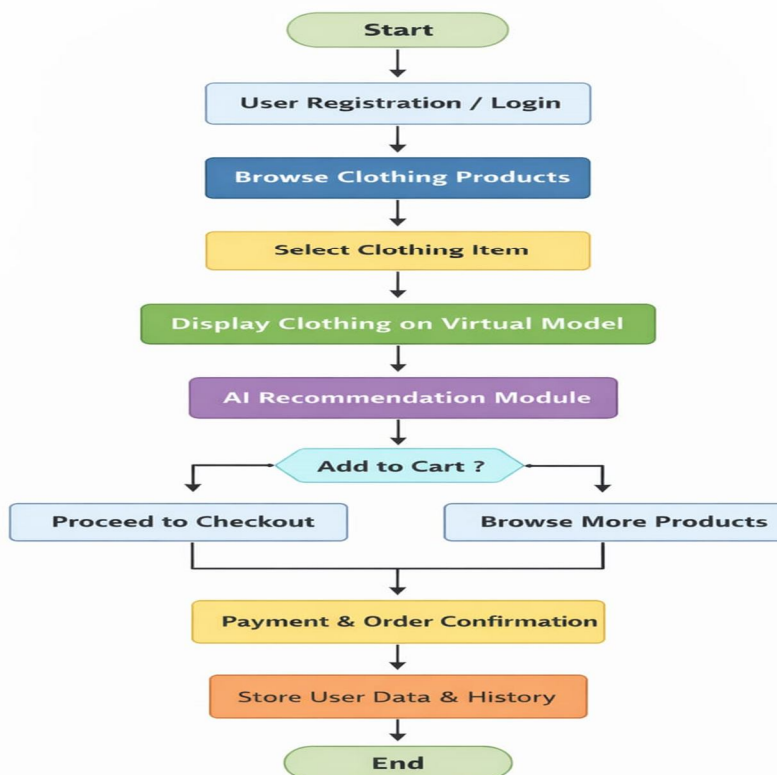 Start
User Registration / Login
Browse Clothing Products
Select Clothing Item
Display Clothing on Virtual Model
AI Recommendation Module
Add to Cart ?
Proceed to Checkout
Browse More Products
Payment & Order Confirmation
Store User Data & History
End